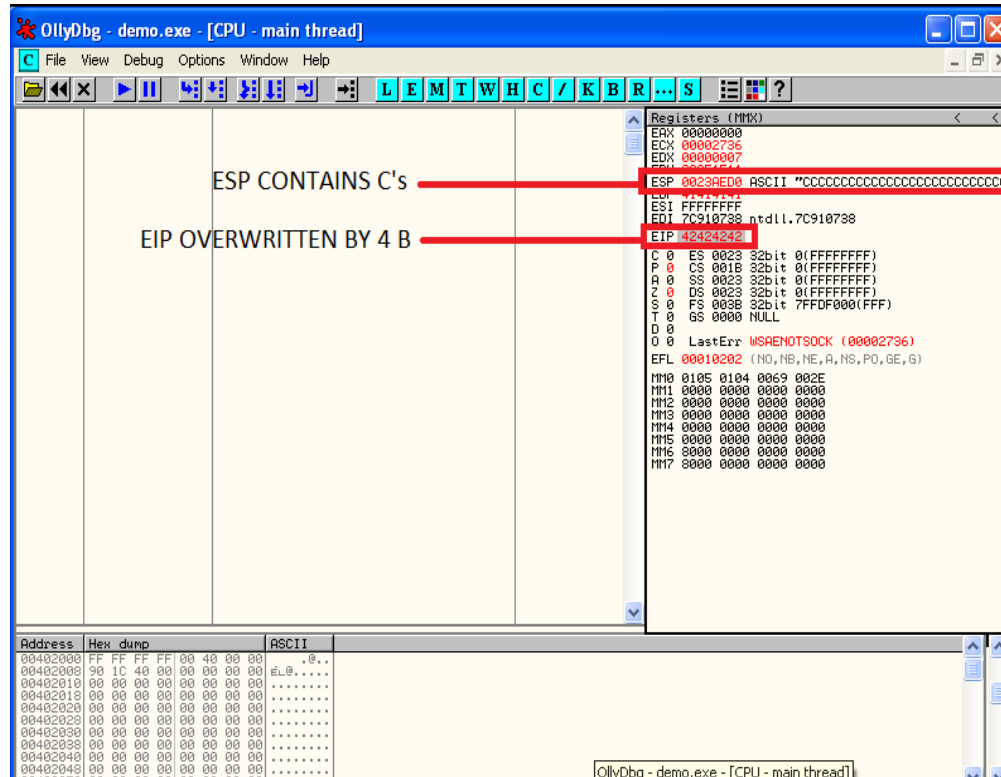 OllyDbg - demo.exe - [CPU - main thread]
C File View Debug Options Window Help
L E M T W H C / K B R ... S ?
Registers (MMX) < <
EAX 00000000
ECX 00002736
EDX 00000007
ESP 0023AED0 ASCII "CCCCCCCCCCCCCCCCCCCCCCCCCCC
ESP CONTAINS C's
EBP 41414141
ESI FFFFFFFF
EDI 7C910738 ntdll.7C910738
EIP 42424242
EIP OVERWRITTEN BY 4 B
C 0 ES 0023 32bit 0(FFFFFFFF)
P 0 CS 001B 32bit 0(FFFFFFFF)
A 0 SS 0023 32bit 0(FFFFFFFF)
Z 0 DS 0023 32bit 0(FFFFFFFF)
S 0 FS 003B 32bit 7FFDF000(FFF)
T 0 GS 0000 NULL
D 0
O 0 LastErr WSAENOTSOCK (00002736)
EFL 00010202 (NO,NB,NE,A,NS,PO,GE,G)
MM0 0105 0104 0069 002E
MM1 0000 0000 0000 0000
MM2 0000 0000 0000 0000
MM3 0000 0000 0000 0000
MM4 0000 0000 0000 0000
MM5 0000 0000 0000 0000
MM6 8000 0000 0000 0000
MM7 8000 0000 0000 0000
Address Hex dump ASCII
00402000 FF FF FF FF 00 40 00 00 .@..
00402008 90 1C 40 00 00 00 00 00 ÉL@.....
00402010 00 00 00 00 00 00 00 00 ........
00402018 00 00 00 00 00 00 00 00 ........
00402020 00 00 00 00 00 00 00 00 ........
00402028 00 00 00 00 00 00 00 00 ........
00402030 00 00 00 00 00 00 00 00 ........
00402038 00 00 00 00 00 00 00 00 ........
00402040 00 00 00 00 00 00 00 00 ........
00402048 00 00 00 00 00 00 00 00 ........
OllyDbg - demo.exe - [CPU - main thread]